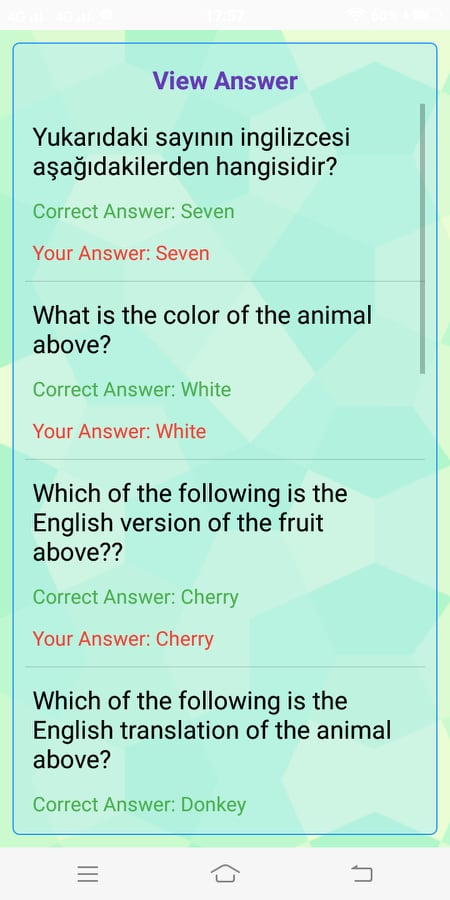 17:57
View Answer
Yukarıdaki sayının ingilizcesi
aşağıdakilerden hangisidir?
Correct Answer: Seven
Your Answer: Seven
What is the color of the animal
above?
Correct Answer: White
Your Answer: White
Which of the following is the
English version of the fruit
above??
Correct Answer: Cherry
Your Answer: Cherry
Which of the following is the
English translation of the animal
above?
Correct Answer: Donkey